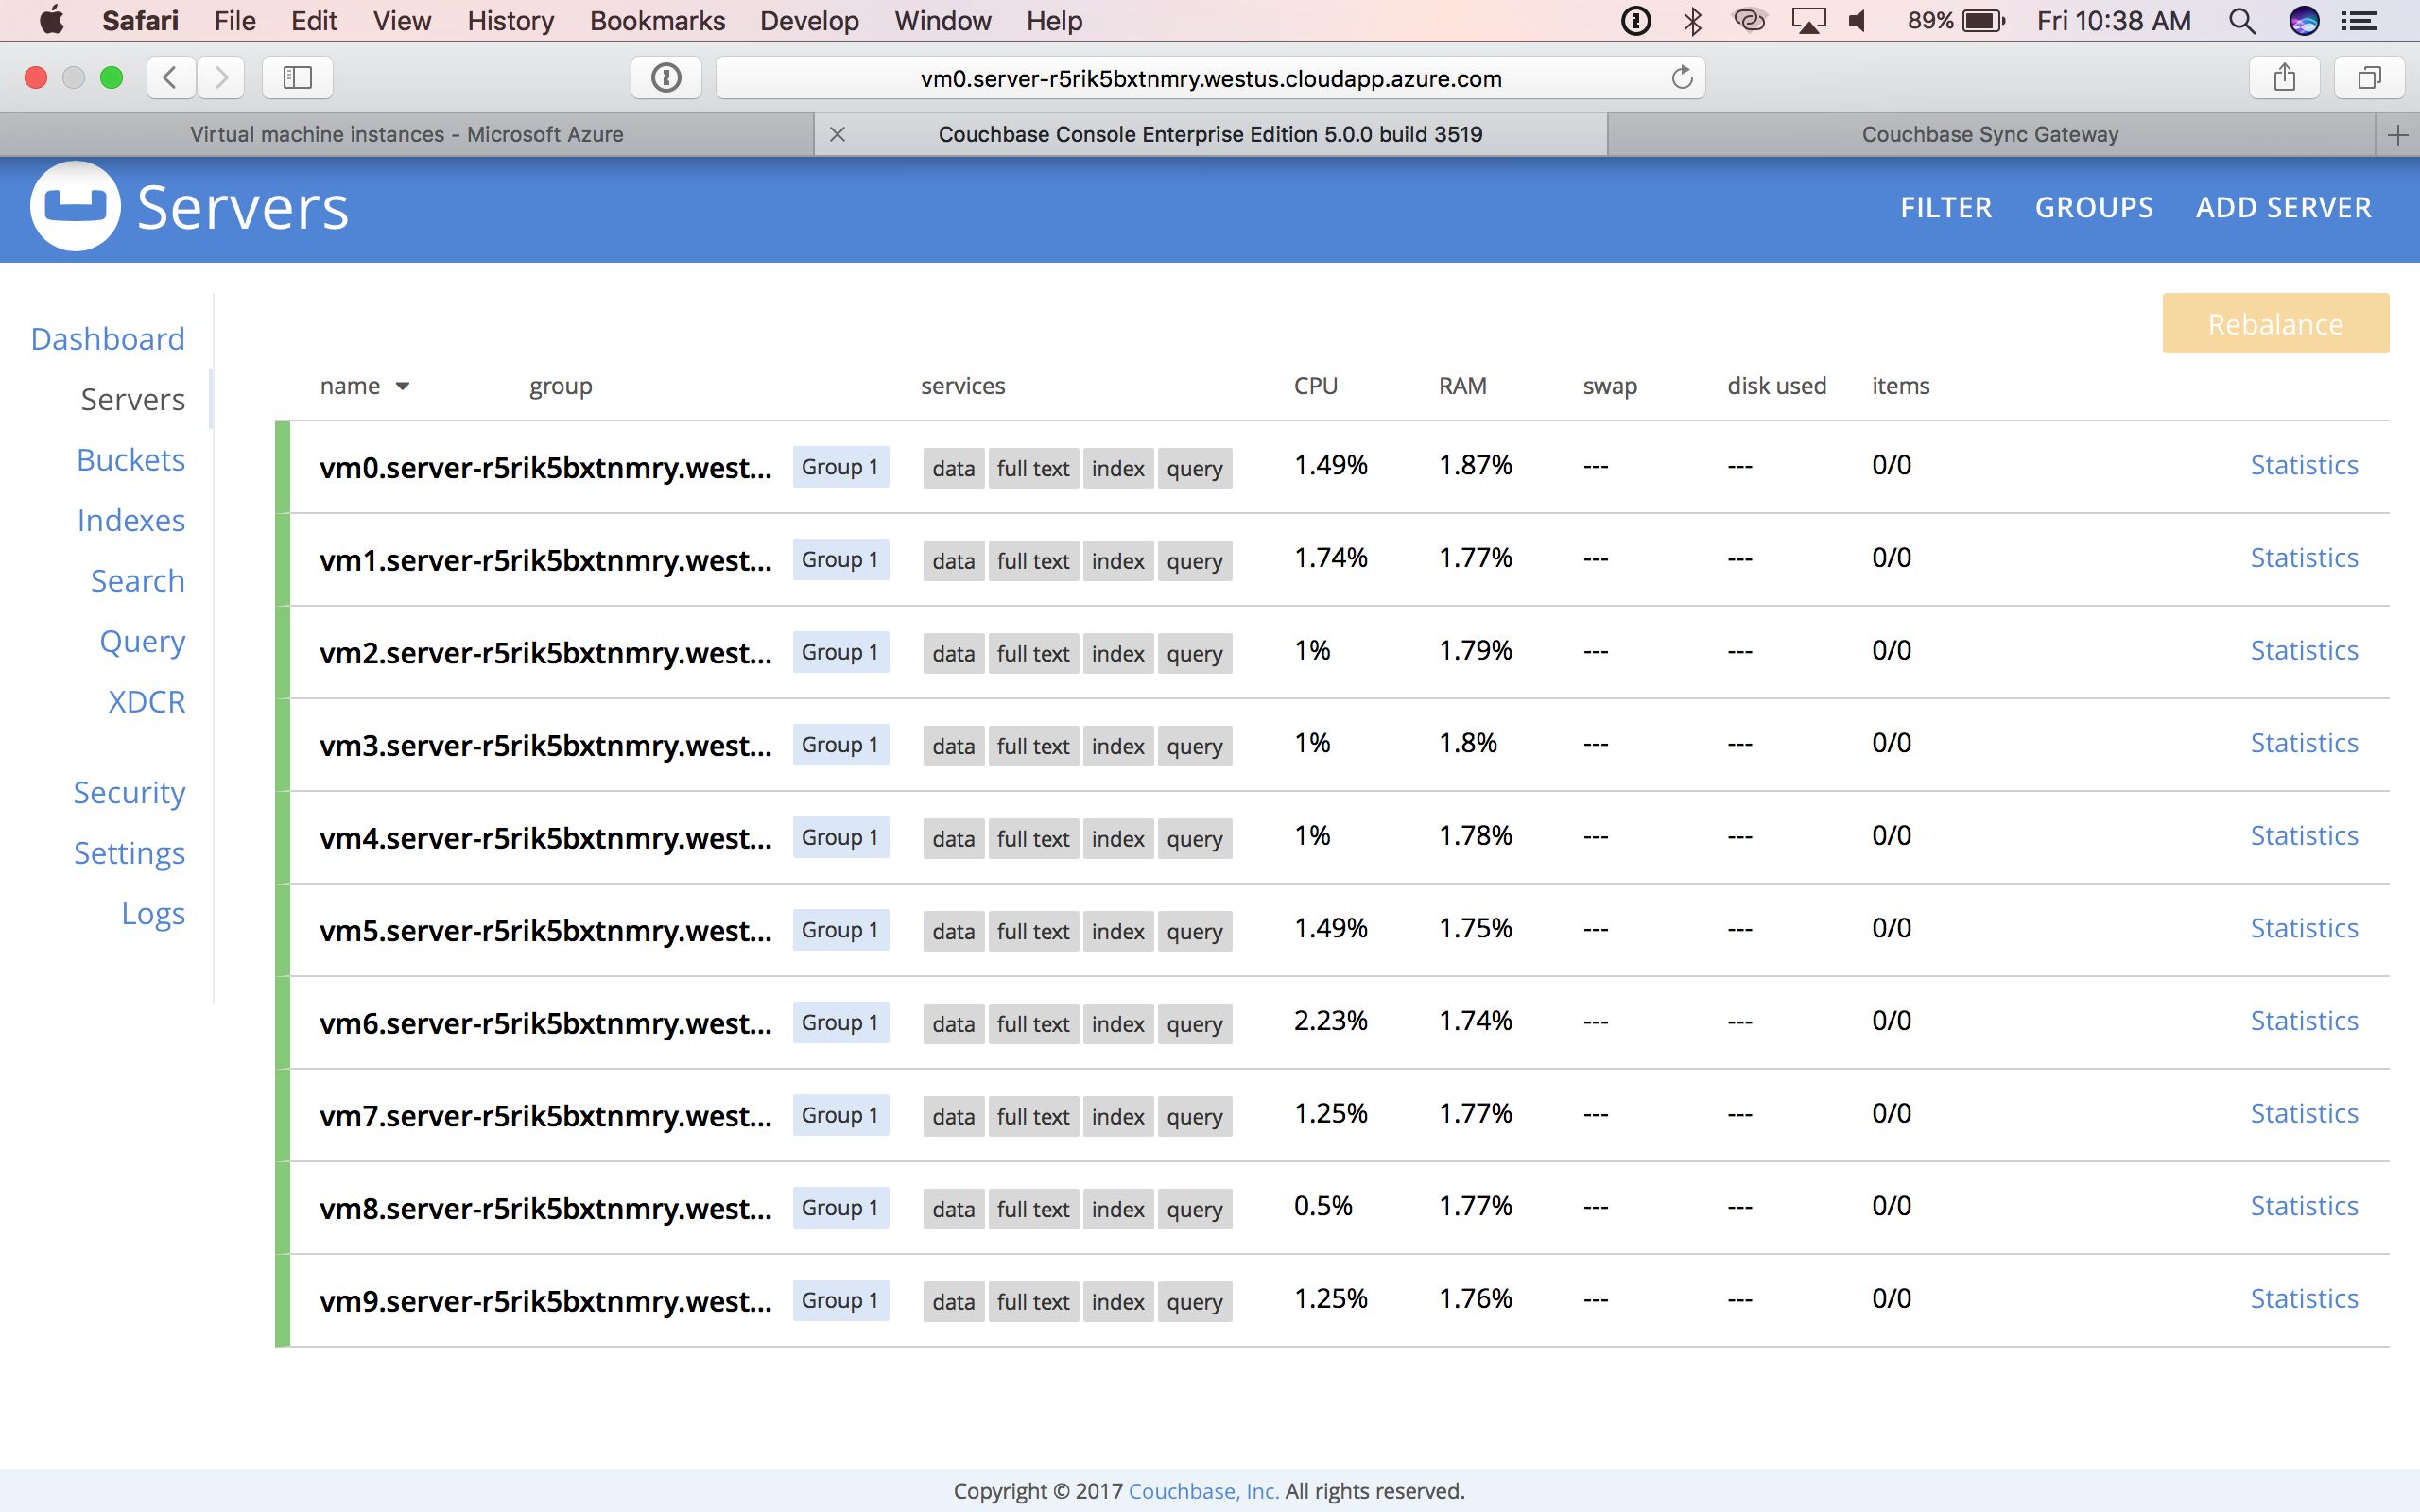 Safari File Edit View History Bookmarks Develop Window Help 89% Fri 10:38 AM
vm0.server-r5rik5bxtnmry.westus.cloudapp.azure.com
Virtual machine instances - Microsoft Azure Couchbase Console Enterprise Edition 5.0.0 build 3519 Couchbase Sync Gateway
Servers FILTER GROUPS ADD SERVER
Rebalance
Dashboard
Servers
Buckets
Indexes
Search
Query
XDCR
Security
Settings
Logs
name group services CPU RAM swap disk used items
vm0.server-r5rik5bxtnmry.west... Group 1 data full text index query 1.49% 1.87% --- --- 0/0 Statistics
vm1.server-r5rik5bxtnmry.west... Group 1 data full text index query 1.74% 1.77% --- --- 0/0 Statistics
vm2.server-r5rik5bxtnmry.west... Group 1 data full text index query 1% 1.79% --- --- 0/0 Statistics
vm3.server-r5rik5bxtnmry.west... Group 1 data full text index query 1% 1.8% --- --- 0/0 Statistics
vm4.server-r5rik5bxtnmry.west... Group 1 data full text index query 1% 1.78% --- --- 0/0 Statistics
vm5.server-r5rik5bxtnmry.west... Group 1 data full text index query 1.49% 1.75% --- --- 0/0 Statistics
vm6.server-r5rik5bxtnmry.west... Group 1 data full text index query 2.23% 1.74% --- --- 0/0 Statistics
vm7.server-r5rik5bxtnmry.west... Group 1 data full text index query 1.25% 1.77% --- --- 0/0 Statistics
vm8.server-r5rik5bxtnmry.west... Group 1 data full text index query 0.5% 1.77% --- --- 0/0 Statistics
vm9.server-r5rik5bxtnmry.west... Group 1 data full text index query 1.25% 1.76% --- --- 0/0 Statistics
Copyright © 2017 Couchbase, Inc. All rights reserved.